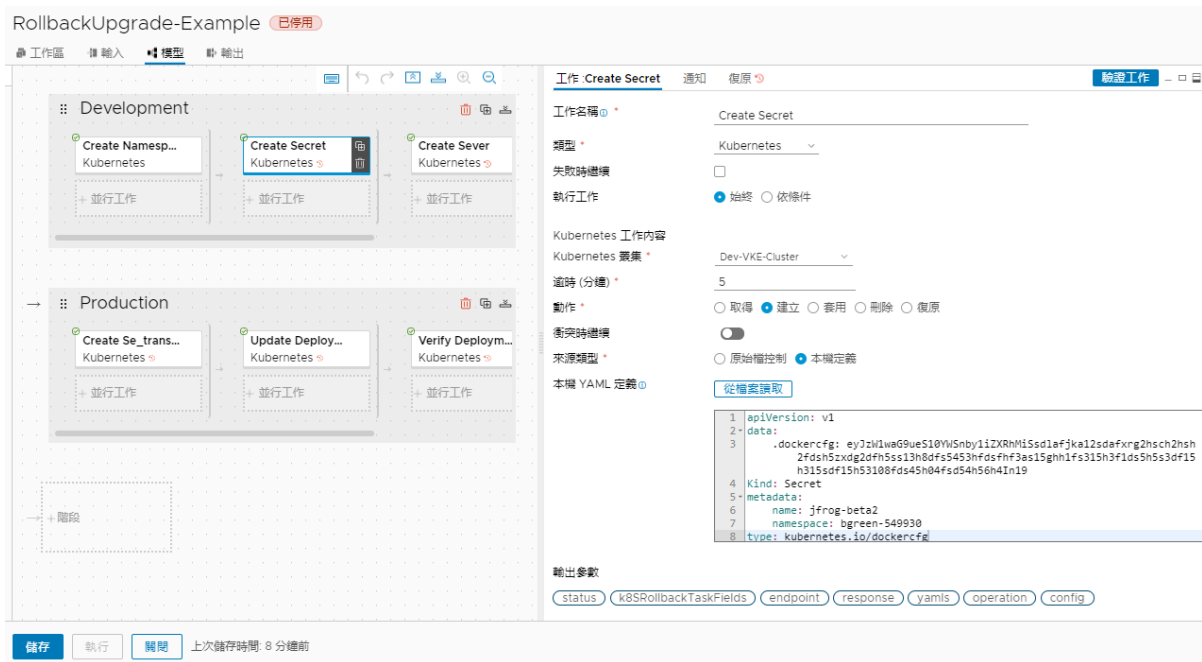 RollbackUpgrade-Example 已停用
工作區 輸入 模型 輸出
Development
Create Namesp...
Kubernetes
+ 並行工作
Create Secret
Kubernetes
+ 並行工作
Create Sever
Kubernetes
+ 並行工作
Production
Create Se_trans...
Kubernetes
+ 並行工作
Update Deploy...
Kubernetes
+ 並行工作
Verify Deploym...
Kubernetes
+ 並行工作
+ 階段
工作 :Create Secret 通知 復原 驗證工作
工作名稱 * Create Secret
類型 * Kubernetes
失敗時繼續
執行工作 始終 依條件
Kubernetes 工作內容
Kubernetes 叢集 * Dev-VKE-Cluster
逾時 (分鐘) * 5
動作 * 取得 建立 套用 刪除 復原
衝突時繼續
來源類型 * 原始檔控制 本機定義
本機 YAML 定義 從檔案讀取
1 apiVersion: v1
2 data:
3 .dockercfg: eyJzW1waG9ueS10YWSnby1iZXRhMiSsd1afjka12sdafxrg2hsch2hsh
2fdsh5zxdg2dfh5ss13h8dfs5453hfdsfhf3as15ghh1fs315h3f1ds5h5s3df15
h315sdf15h53108fds45h04fsd54h56h4In19
4 Kind: Secret
5 metadata:
6 name: jfrog-beta2
7 namespace: bgreen-549930
8 type: kubernetes.io/dockercfg
輸出參數
status k8SRollbackTaskFields endpoint response yamls operation config
儲存 執行 關閉 上次儲存時間: 8 分鐘前